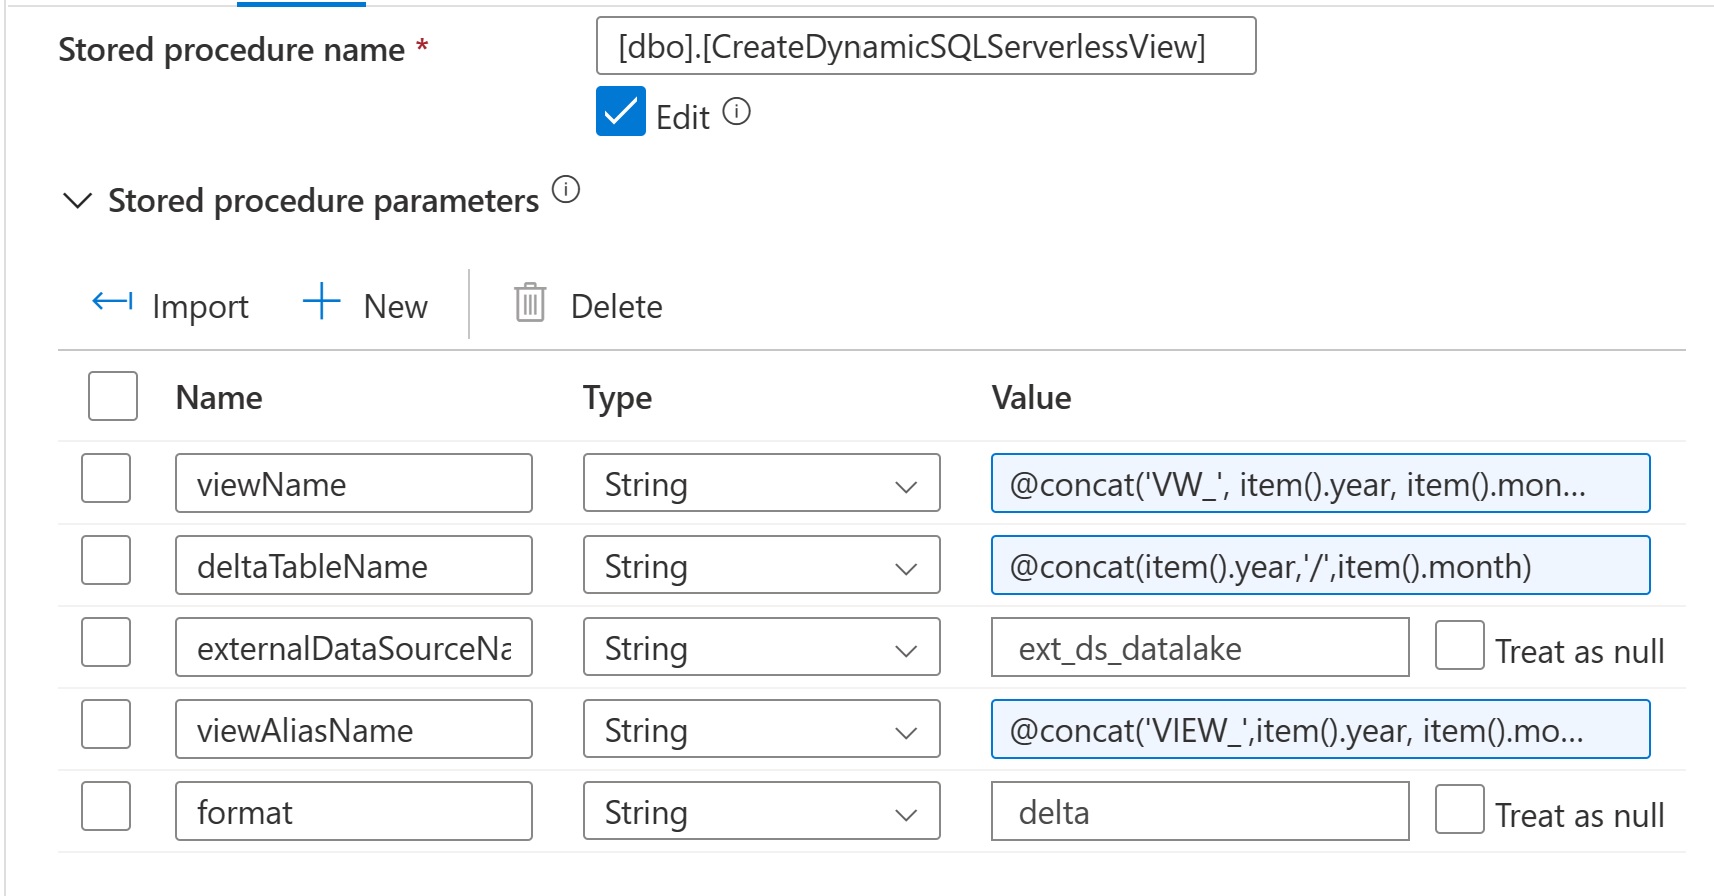 Stored procedure name *
[dbo].[CreateDynamicSQLServerlessView]
Edit
Stored procedure parameters
Import New Delete
Name Type Value
viewName String @concat('VW_', item().year, item().mon...
deltaTableName String @concat(item().year,'/',item().month)
externalDataSourceNa String ext_ds_datalake Treat as null
viewAliasName String @concat('VIEW_',item().year, item().mo...
format String delta Treat as null